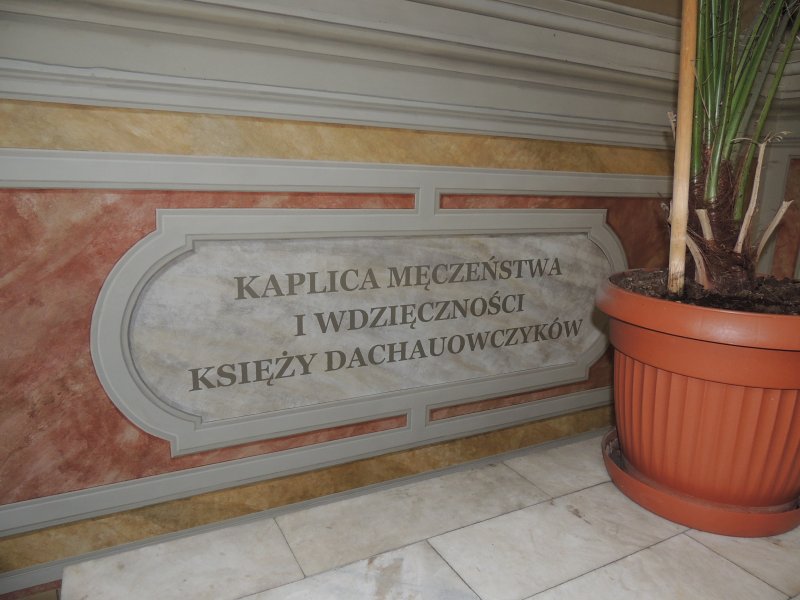 KAPLICA MĘCZEŃSTWA
I WDZIĘCZNOŚCI
KSIĘŻY DACHAUOWCZYKÓW